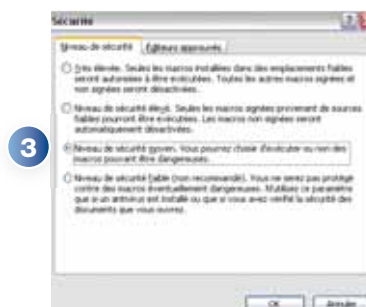 Sécurité
Niveau de sécurité Éditeurs approuvés
Très élevée. Seules les macros installées dans des emplacements fiables
seront autorisées à être exécutées. Toutes les autres macros signées et
non signées seront désactivées.
Niveau de sécurité élevé. Seules les macros signées provenant de sources
fiables pourront être exécutées. Les macros non signées seront
automatiquement désactivées.
3
Niveau de sécurité moyen. Vous pourrez choisir d'exécuter ou non des
macros pouvant être dangereuses.
Niveau de sécurité faible (non recommandé). Vous ne serez pas protégé
contre des macros éventuellement dangereuses. N'utilisez ce paramètre
que si un antivirus est installé ou que si vous avez vérifié la sécurité des
documents que vous ouvrez.
OK Annuler